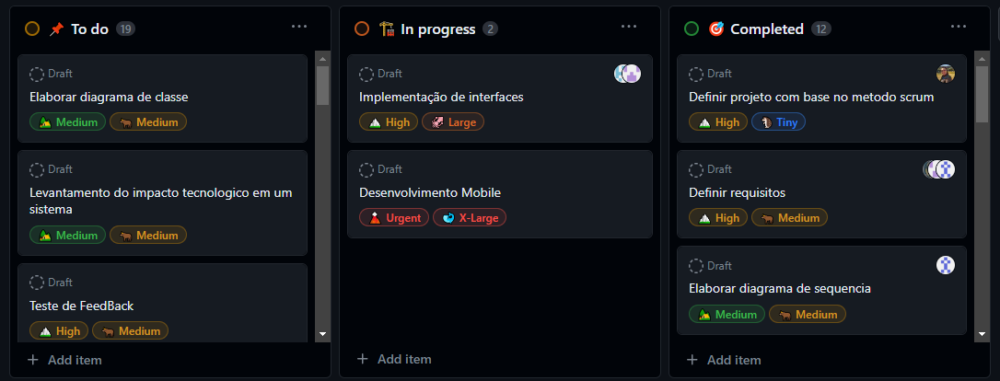 To do 19
Draft
Elaborar diagrama de classe
Medium Medium
Draft
Levantamento do impacto tecnologico em um
sistema
Medium Medium
Draft
Teste de FeedBack
High Medium
+ Add item
In progress 2
Draft
Implementação de interfaces
High Large
Draft
Desenvolvimento Mobile
Urgent X-Large
+ Add item
Completed 12
Draft
Definir projeto com base no metodo scrum
High Tiny
Draft
Definir requisitos
High Medium
Draft
Elaborar diagrama de sequencia
Medium Medium
+ Add item